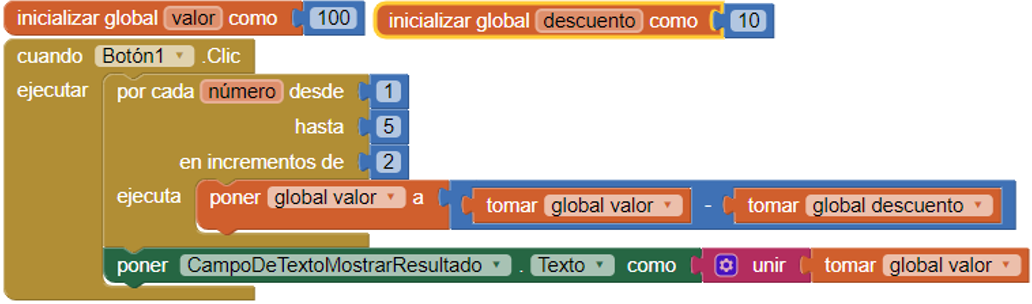 inicializar global valor como 100 inicializar global descuento como 10
cuando Botón1 .Clic
ejecutar por cada número desde 1
hasta 5
en incrementos de 2
ejecuta poner global valor a tomar global valor - tomar global descuento
poner CampoDeTextoMostrarResultado . Texto como unir tomar global valor